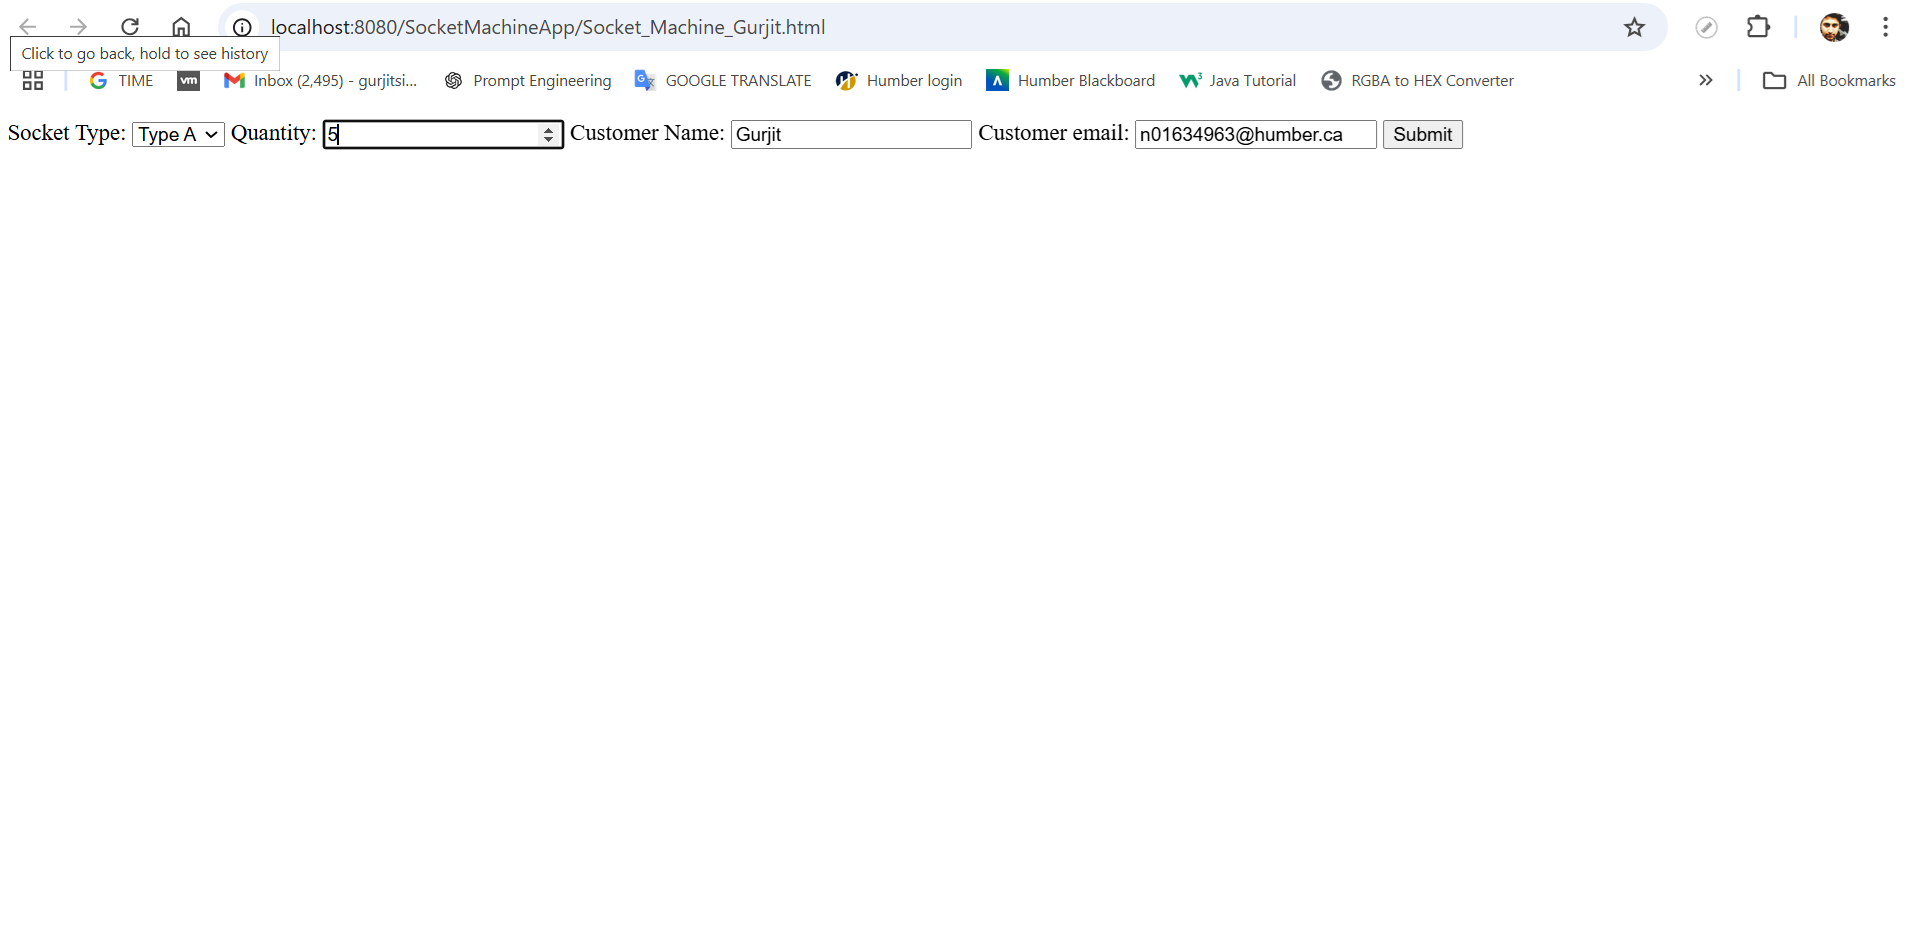 localhost:8080/SocketMachineApp/Socket_Machine_Gurjit.html
Click to go back, hold to see history
TIME vm Inbox (2,495) - gurjitsi... Prompt Engineering GOOGLE TRANSLATE Humber login Humber Blackboard Java Tutorial RGBA to HEX Converter » All Bookmarks
Socket Type: Type A Quantity: 5 Customer Name: Gurjit Customer email: n01634963@humber.ca Submit